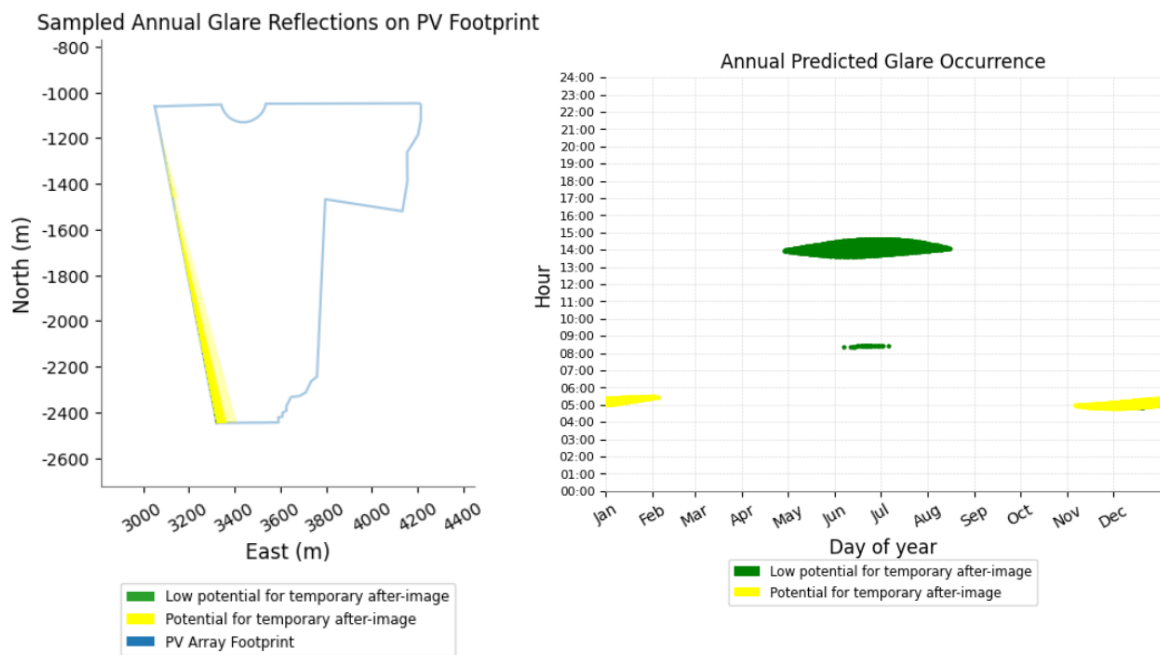 Sampled Annual Glare Reflections on PV Footprint
-800
-1000
-1200
-1400
-1600
-1800
-2000
-2200
-2400
-2600
North (m)
3000
3200
3400
3600
3800
4000
4200
4400
East (m)
Low potential for temporary after-image
Potential for temporary after-image
PV Array Footprint
Annual Predicted Glare Occurrence
24:00
23:00
22:00
21:00
20:00
19:00
18:00
17:00
16:00
15:00
14:00
13:00
12:00
11:00
10:00
09:00
08:00
07:00
06:00
05:00
04:00
03:00
02:00
01:00
00:00
Hour
Jan
Feb
Mar
Apr
May
Jun
Jul
Aug
Sep
Oct
Nov
Dec
Day of year
Low potential for temporary after-image
Potential for temporary after-image